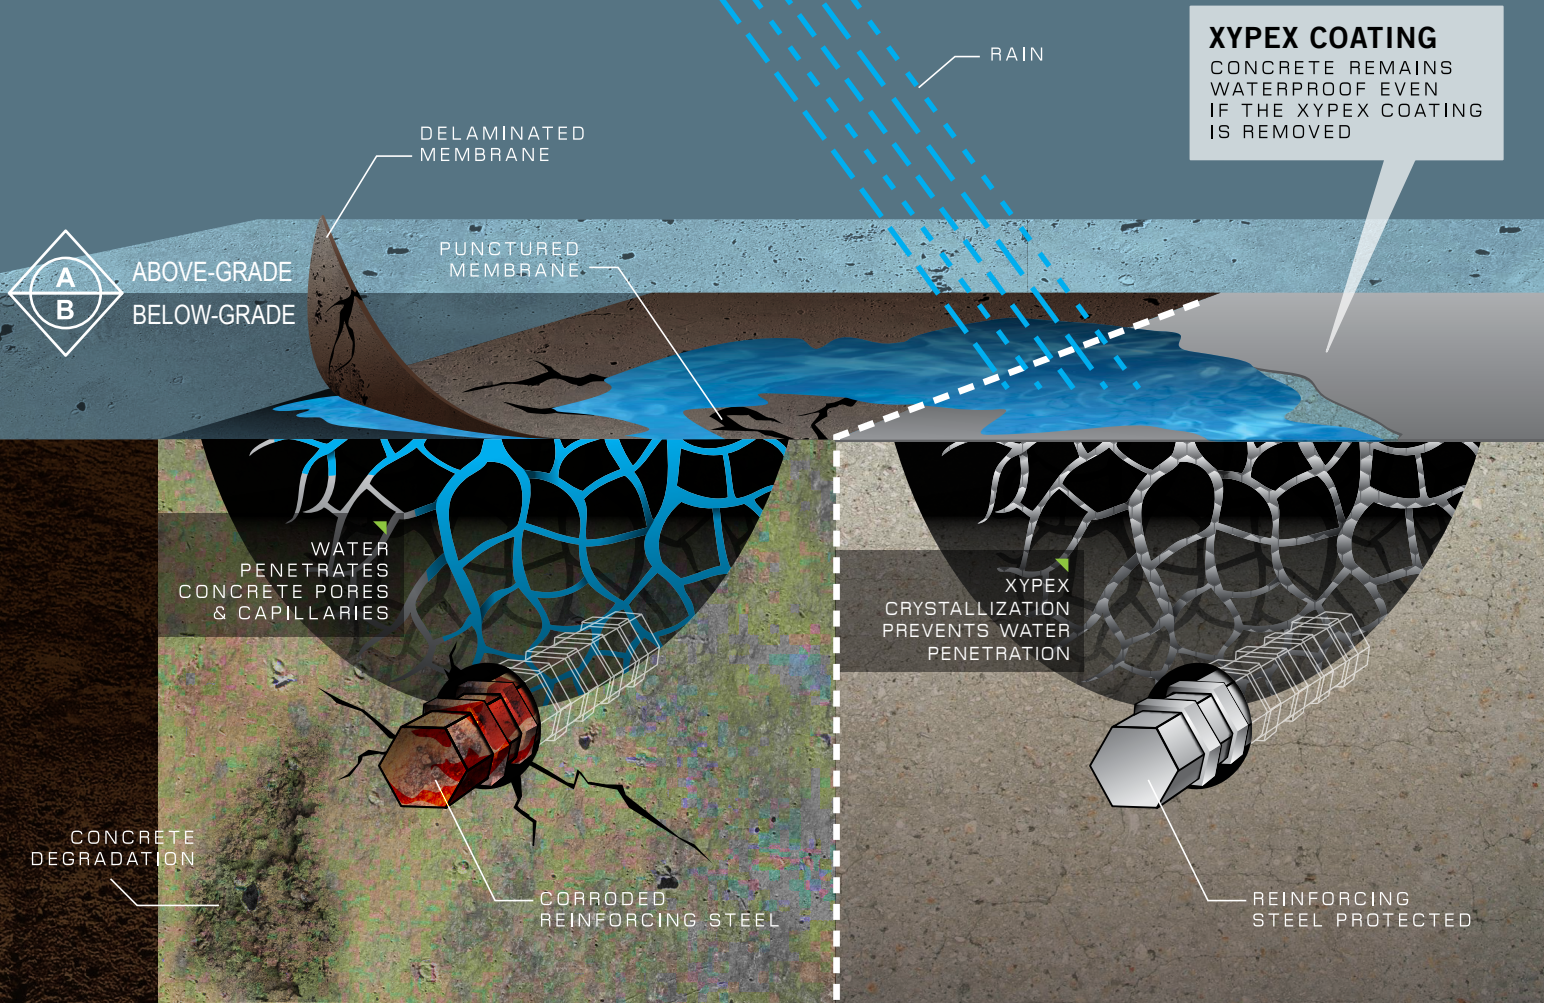 RAIN
XYPEX COATING
CONCRETE REMAINS
WATERPROOF EVEN
IF THE XYPEX COATING
IS REMOVED
DELAMINATED
MEMBRANE
PUNCTURED
MEMBRANE
A
B
ABOVE-GRADE
BELOW-GRADE
WATER
PENETRATES
CONCRETE PORES
& CAPILLARIES
XYPEX
CRYSTALLIZATION
PREVENTS WATER
PENETRATION
CONCRETE
DEGRADATION
CORRODED
REINFORCING STEEL
REINFORCING
STEEL PROTECTED